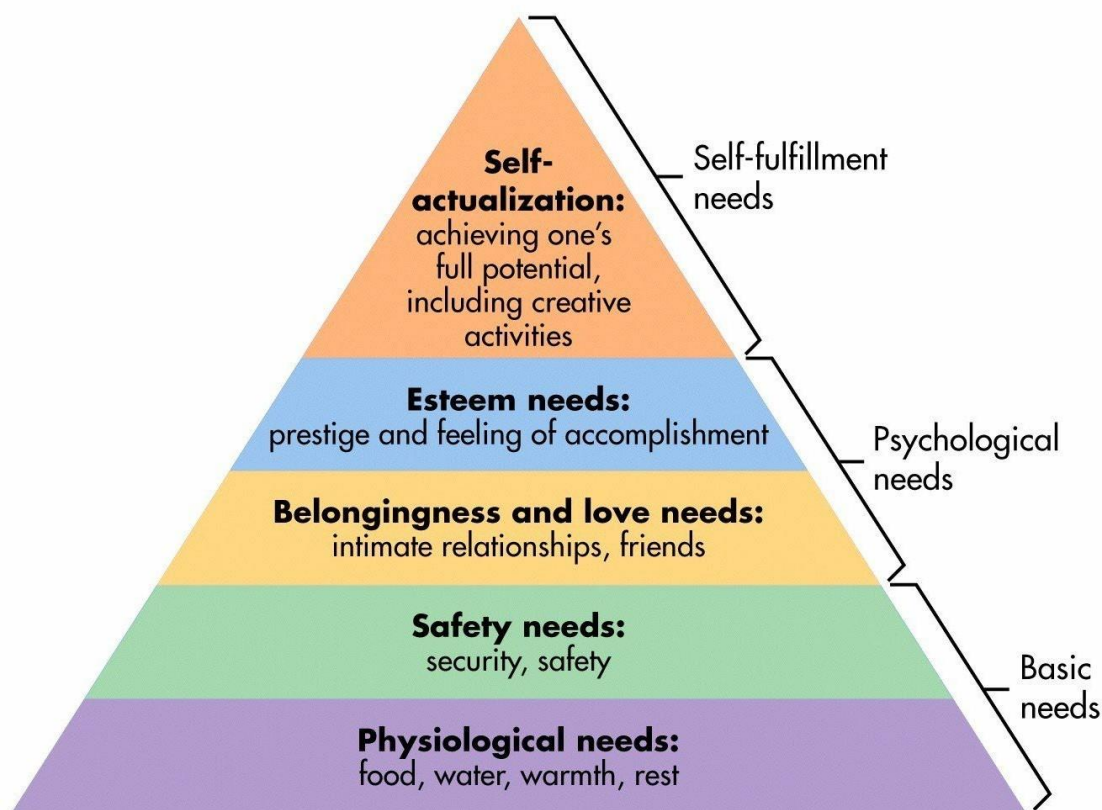 Self-
actualization:
achieving one's
full potential,
including creative
activities
Self-fulfillment
needs
Esteem needs:
prestige and feeling of accomplishment
Psychological
needs
Belongingness and love needs:
intimate relationships, friends
Safety needs:
security, safety
Basic
needs
Physiological needs:
food, water, warmth, rest